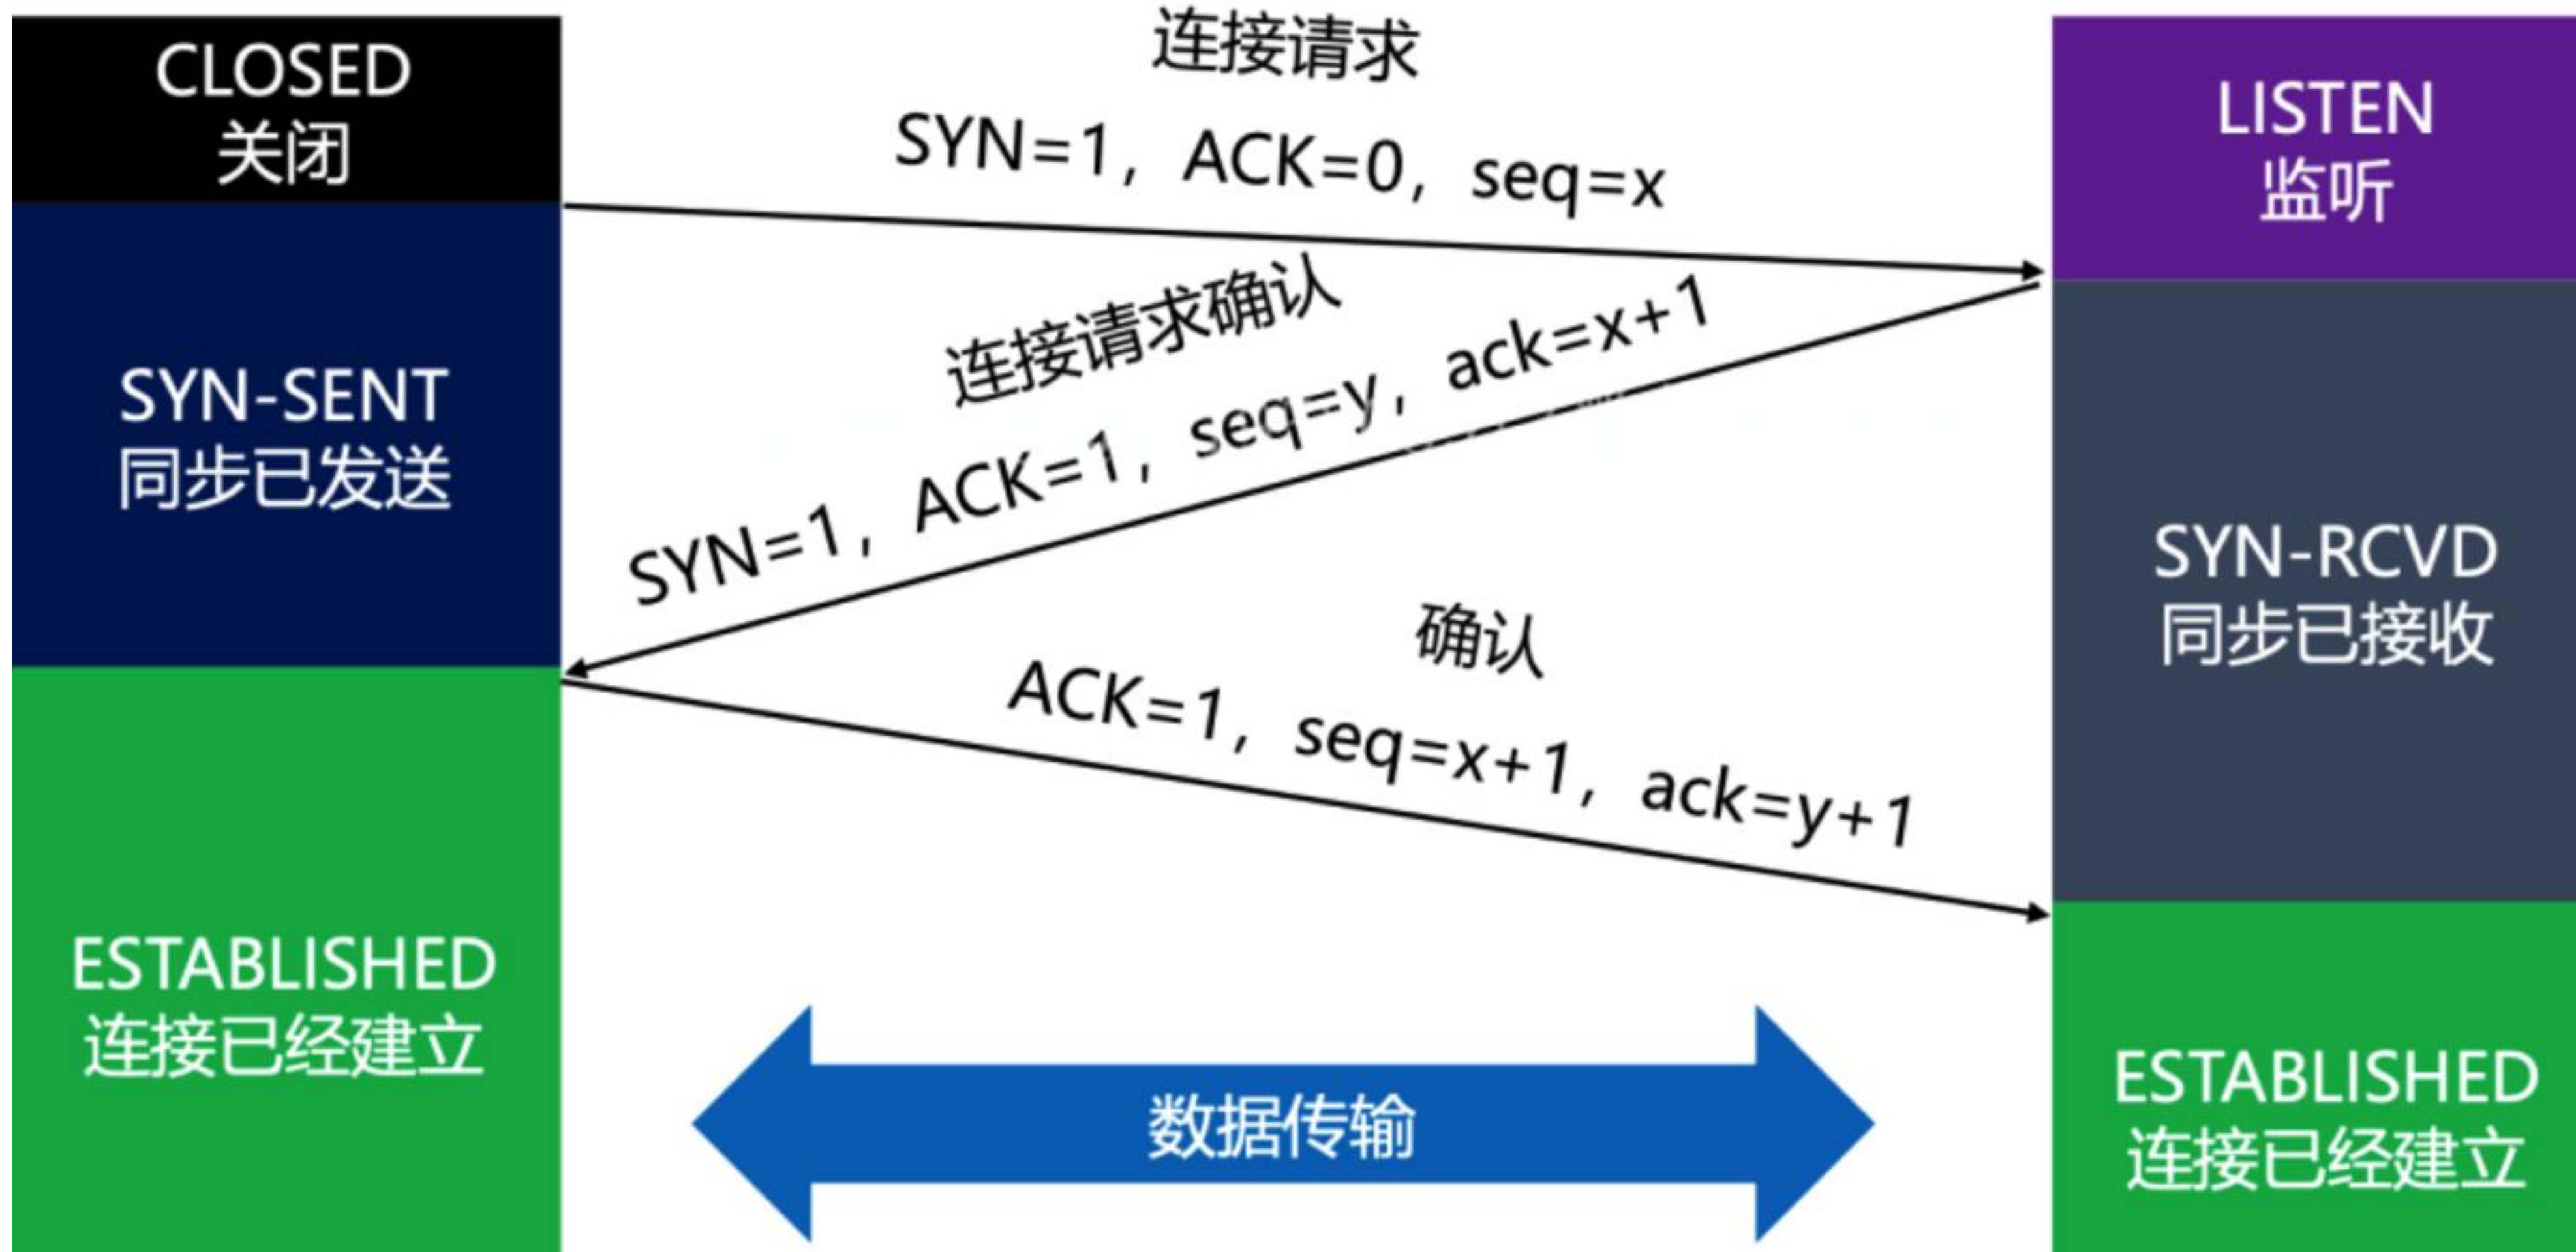 CLOSED
关闭
连接请求
SYN=1, ACK=0, seq=x
LISTEN
监听
连接请求确认
SYN=1, ACK=1, seq=y, ack=x+1
SYN-SENT
同步已发送
SYN-RCVD
同步已接收
确认
ACK=1, seq=x+1, ack=y+1
ESTABLISHED
连接已经建立
数据传输
ESTABLISHED
连接已经建立